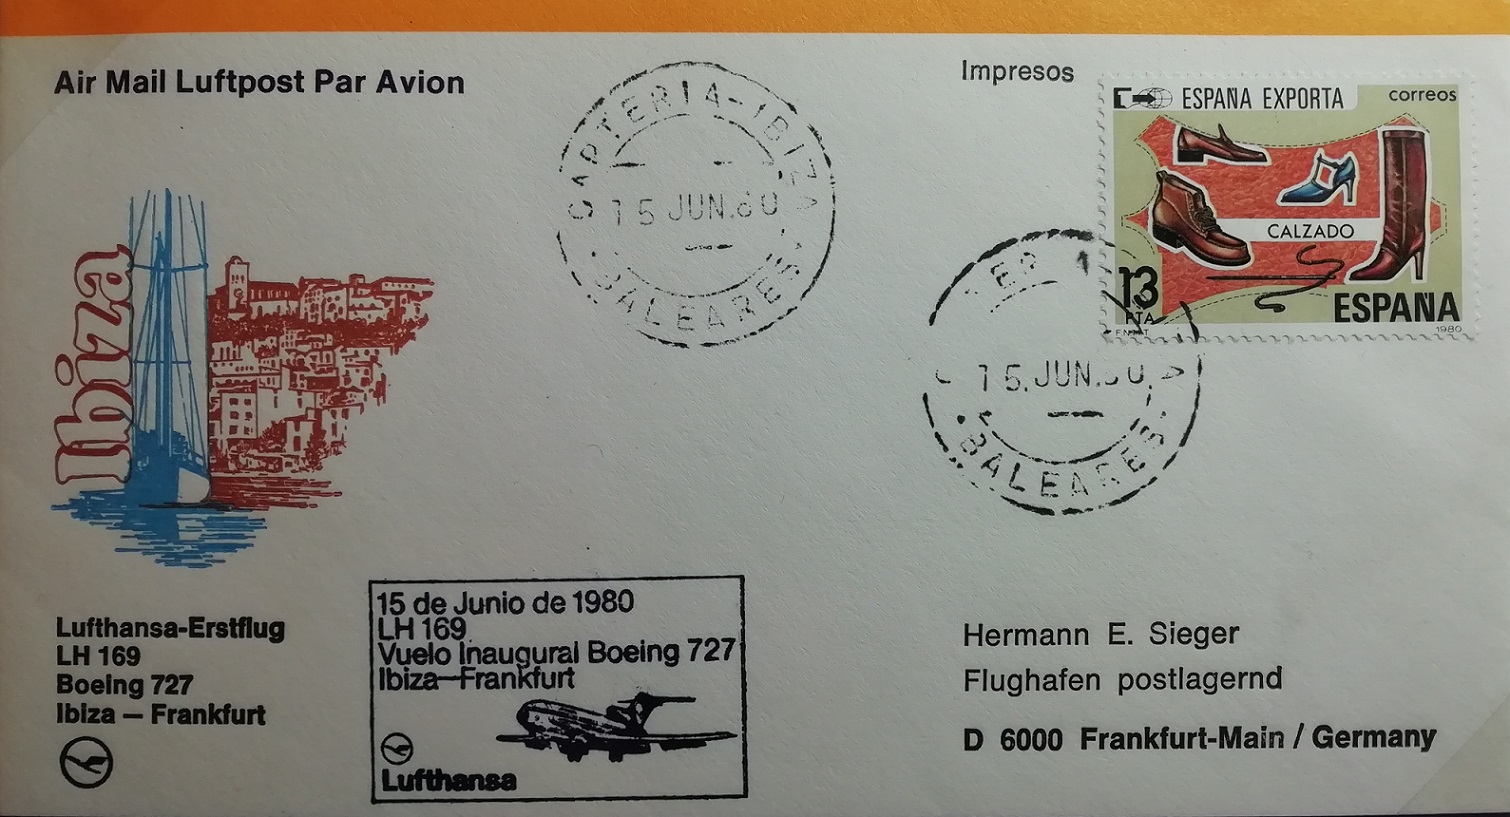 Air Mail Luftpost Par Avion
Impresos
ESPAÑA EXPORTA
correos
CALZADO
13
PTA
ESPAÑA
1980
CARTERIA-IBIZA
15 JUN.80
BALEARES
15.JUN.80.
BALEARES
Ibiza
Lufthansa-Erstflug
LH 169
Boeing 727
Ibiza – Frankfurt
15 de Junio de 1980
LH 169
Vuelo Inaugural Boeing 727
Ibiza–Frankfurt
Lufthansa
Hermann E. Sieger
Flughafen postlagernd
D 6000 Frankfurt-Main / Germany